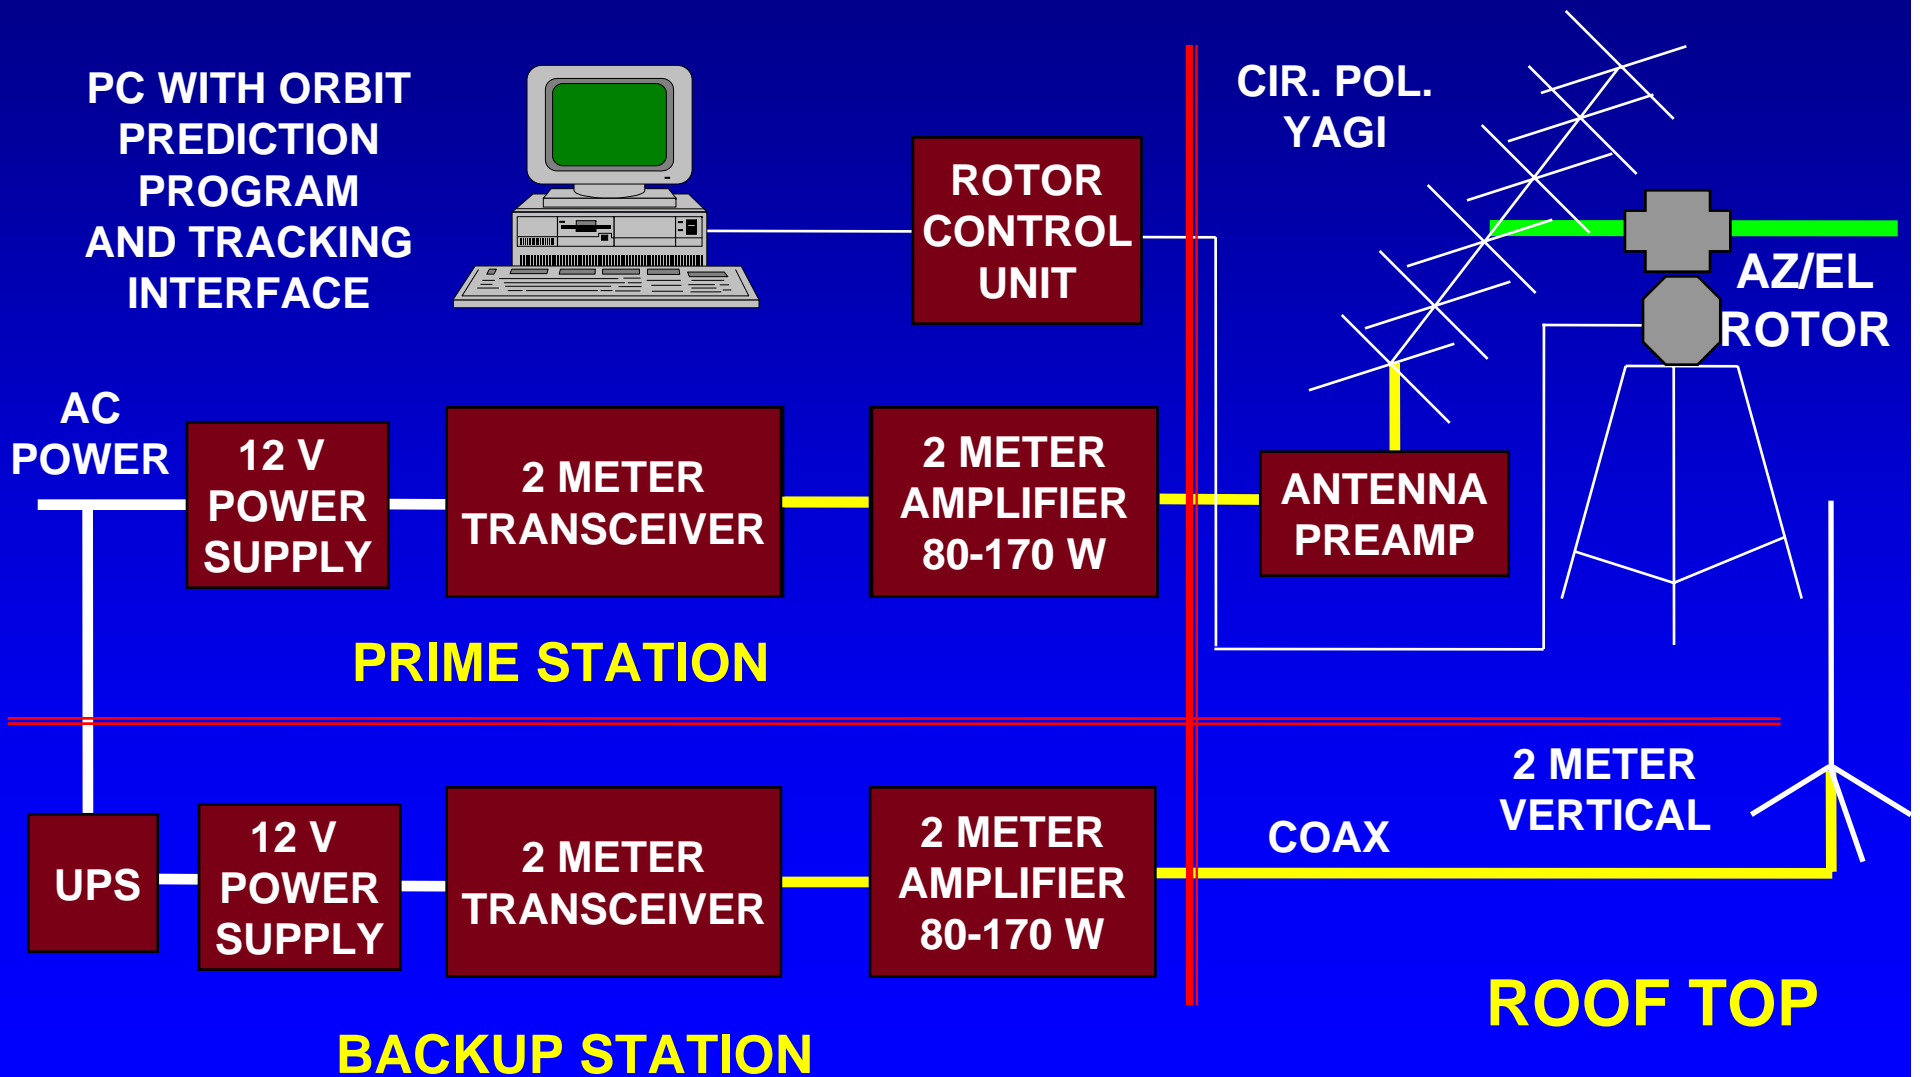 PC WITH ORBIT
PREDICTION
PROGRAM
AND TRACKING
INTERFACE
ROTOR
CONTROL
UNIT
CIR. POL.
YAGI
AZ/EL
ROTOR
AC
POWER
12 V
POWER
SUPPLY
2 METER
TRANSCEIVER
2 METER
AMPLIFIER
80-170 W
ANTENNA
PREAMP
PRIME STATION
UPS
12 V
POWER
SUPPLY
2 METER
TRANSCEIVER
2 METER
AMPLIFIER
80-170 W
COAX
2 METER
VERTICAL
ROOF TOP
BACKUP STATION